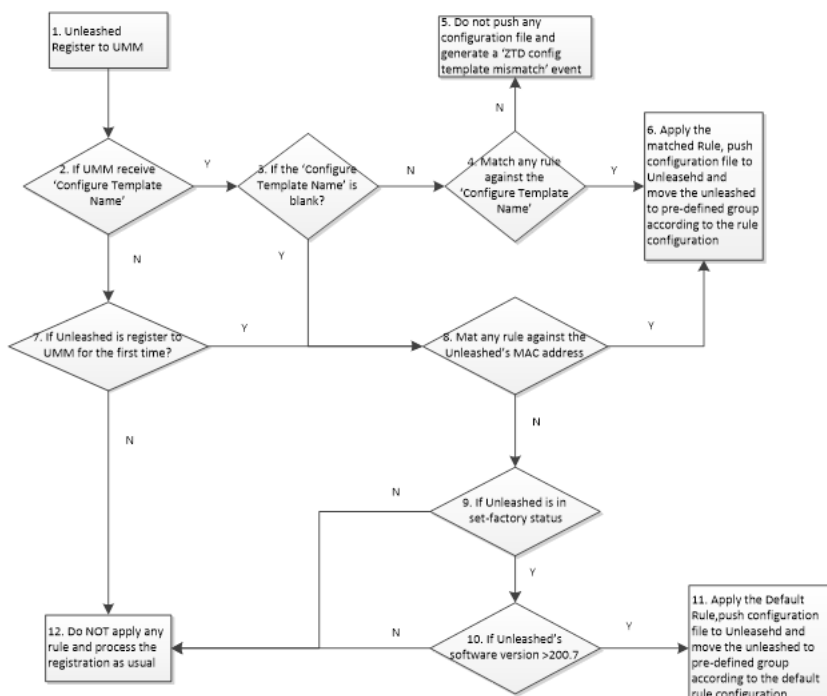 1. Unleashed
Register to UMM
5. Do not push any
configuration file and
generate a 'ZTD config
template mismatch' event
N
2. If UMM receive
'Configure Template
Name'
Y
3. If the 'Configure
Template Name' is
blank?
N
4. Match any rule
against the
'Configure Template
Name'
Y
6. Apply the
matched Rule, push
configuration file to
Unleasehd and
move the unleashed
to pre-defined group
according to the rule
configuration
N
Y
7. If Unleashed is register to
UMM for the first time?
Y
8. Mat any rule against the
Unleashed's MAC address
Y
N
N
9. If Unleashed is in
set-factory status
N
Y
10. If Unleashed's
software version >200.7
N
Y
11. Apply the Default
Rule,push configuration
file to Unleasehd and
move the unleashed to
pre-defined group
according to the default
rule configuration
12. Do NOT apply any
rule and process the
registration as usual